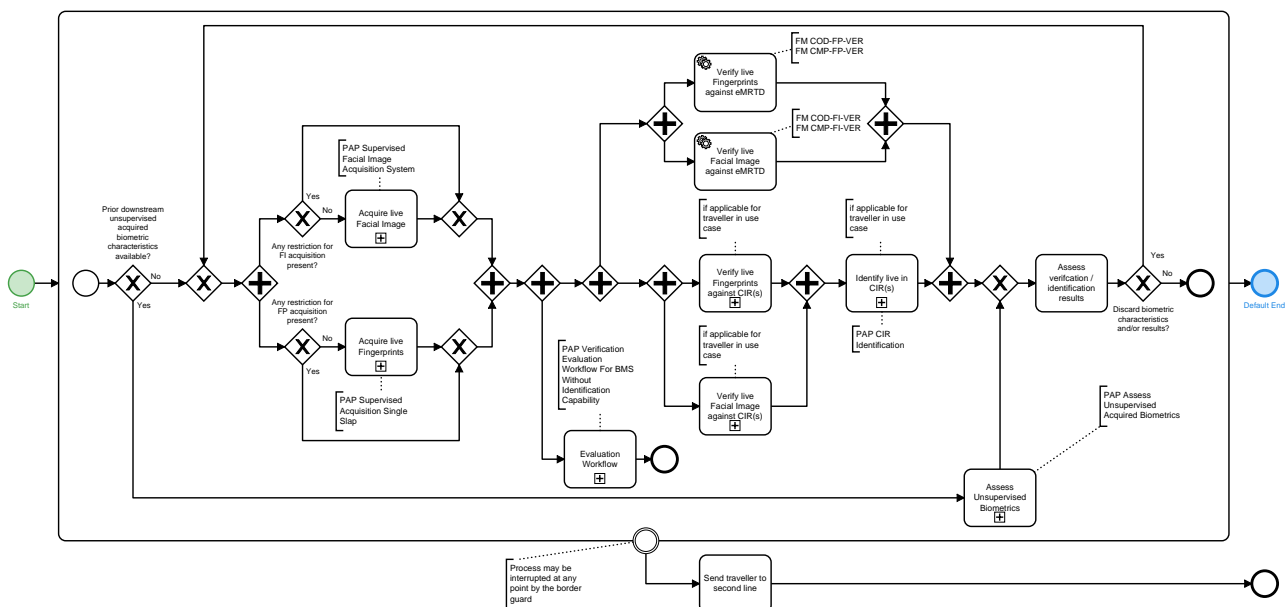 FM COD-FP-VER
FM CMP-FP-VER
Verify live
Fingerprints
against eMRTD
FM COD-FI-VER
FM CMP-FI-VER
Verify live
Facial Image
against eMRTD
PAP Supervised
Facial Image
Acquisition System
Yes
No
Acquire live
Facial Image
Any restriction for
FI acquisition
present?
Prior downstream
unsupervised
acquired
biometric
characteristics
available?
No
Yes
Start
Any restriction for
FP acquisition
present?
No
Yes
Acquire live
Fingerprints
PAP Supervised
Acquisition Single
Slap
PAP Verification
Evaluation
Workflow For BMS
Without
Identification
Capability
Evaluation
Workflow
if applicable for
traveller in use
case
Verify live
Fingerprints
against CIR(s)
if applicable for
traveller in use
case
Verify live
Facial Image
against CIR(s)
if applicable for
traveller in use
case
Identify live in
CIR(s)
PAP CIR
Identification
Assess
verifcation /
identification
results
Yes
No
Discard biometric
characteristics
and/or results?
Default End
PAP Assess
Unsupervised
Acquired Biometrics
Assess
Unsupervised
Biometrics
Process may be
interrupted at any
point by the border
guard
Send traveller to
second line